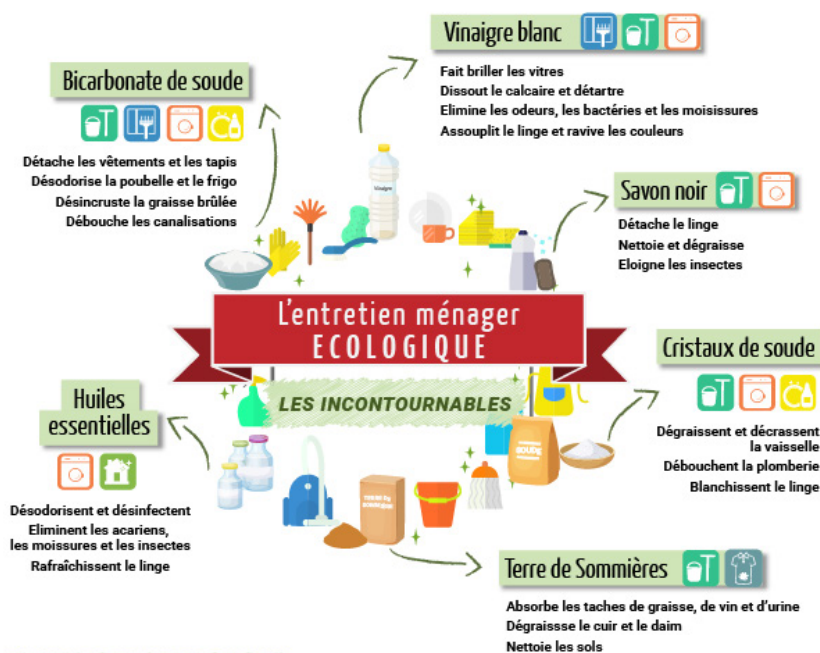 Vinaigre blanc
Fait briller les vitres
Dissout le calcaire et détartre
Elimine les odeurs, les bactéries et les moisissures
Assouplit le linge et ravive les couleurs
Bicarbonate de soude
Détache les vêtements et les tapis
Désodorise la poubelle et le frigo
Désincruste la graisse brûlée
Débouche les canalisations
Vinaigre
Savon noir
Détache le linge
Nettoie et dégraisse
Eloigne les insectes
L'entretien ménager
ECOLOGIQUE
LES INCONTOURNABLES
Cristaux de soude
Dégraissent et décrassent
la vaisselle
Débouchent la plomberie
Blanchissent le linge
SOUDE
Huiles
essentielles
Désodorisent et désinfectent
Eliminent les acariens,
les moissures et les insectes
Rafraîchissent le linge
TERRE DE
SOMMIERES
Terre de Sommières
Absorbe les taches de graisse, de vin et d'urine
Dégraissse le cuir et le daim
Nettoie les sols